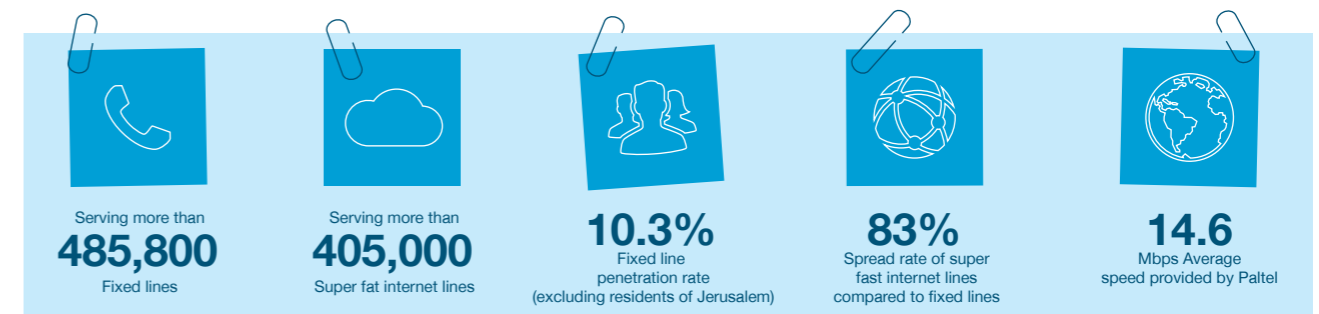 Serving more than
485,800
Fixed lines
Serving more than
405,000
Super fat internet lines
10.3%
Fixed line
penetration rate
(excluding residents of Jerusalem)
83%
Spread rate of super
fast internet lines
compared to fixed lines
14.6
Mbps Average
speed provided by Paltel